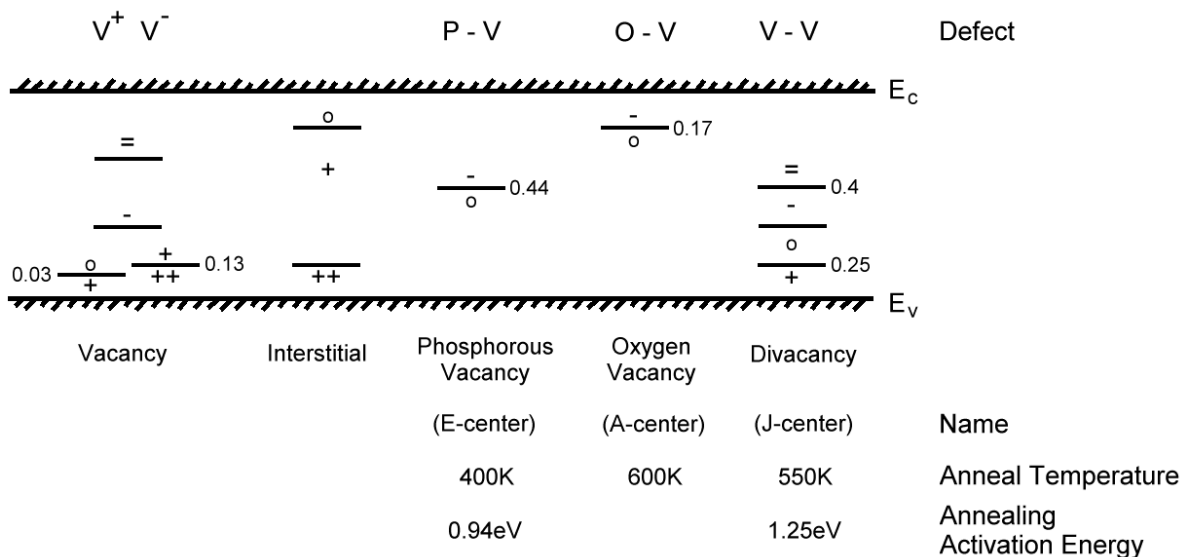 V+ V- P - V O - V V - V Defect
Ec
o -
= o 0.17
+ =
- 0.44 0.4
o -
- + o
0.03 o ++ 0.13 ++ 0.25
+ +
Ev
Vacancy Interstitial Phosphorous Oxygen Divacancy
Vacancy Vacancy
(E-center) (A-center) (J-center) Name
400K 600K 550K Anneal Temperature
0.94eV 1.25eV Annealing
Activation Energy